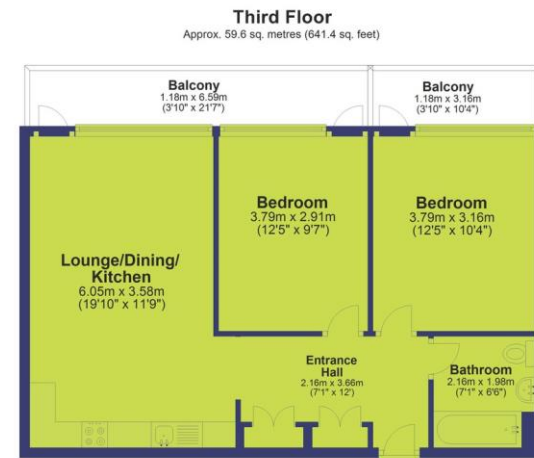 Third Floor
Approx. 59.6 sq. metres (641.4 sq. feet)
Balcony
1.18m x 6.59m
(3'10" x 21'7")
Balcony
1.18m x 3.16m
(3'10" x 10'4")
Bedroom
3.79m x 2.91m
(12'5" x 9'7")
Bedroom
3.79m x 3.16m
(12'5" x 10'4")
Lounge/Dining/
Kitchen
6.05m x 3.58m
(19'10" x 11'9")
Entrance
Hall
2.16m x 3.66m
(7'1" x 12')
Bathroom
2.16m x 1.98m
(7'1" x 6'6")